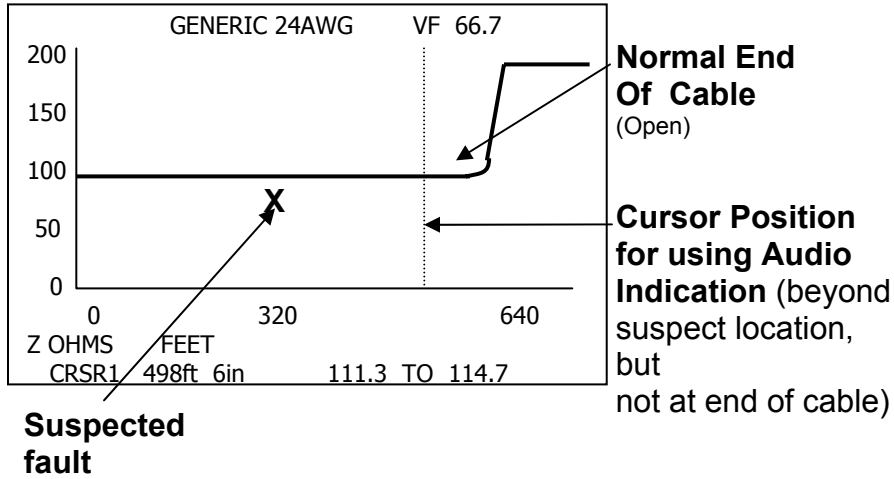 GENERIC 24AWG VF 66.7
200
150
100
50
0
X
0 320 640
Z OHMS FEET
CRSR1 498ft 6in 111.3 TO 114.7
Normal End
Of Cable
(Open)
Cursor Position
for using Audio
Indication (beyond
suspect location,
but
not at end of cable)
Suspected
fault